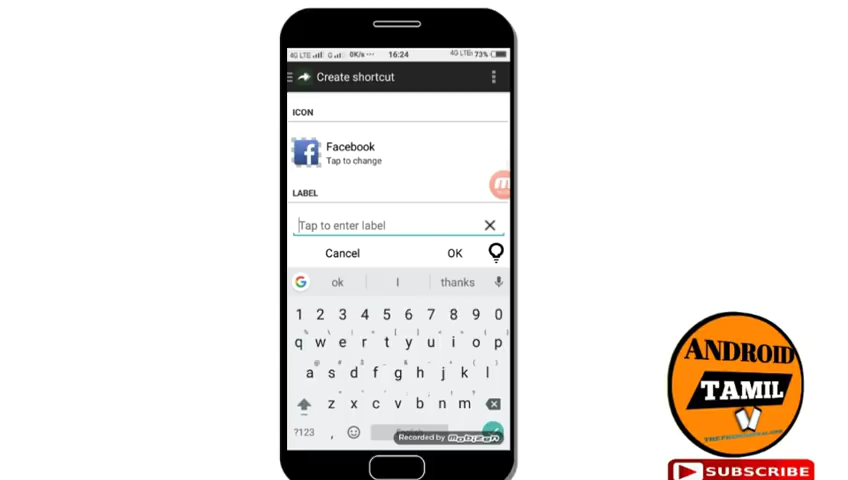 4G LTE G 0K/s ••• 16:24 4G LTE 73%
Create shortcut
ICON
Facebook
Tap to change
LABEL
Tap to enter label
Cancel OK
ok I thanks
1 2 3 4 5 6 7 8 9 0
q w e r t y u i o p
a s d f g h j k l
z x c v b n m
?123 , English
Recorded by Mobizen
ANDROID
TAMIL
SUBSCRIBE